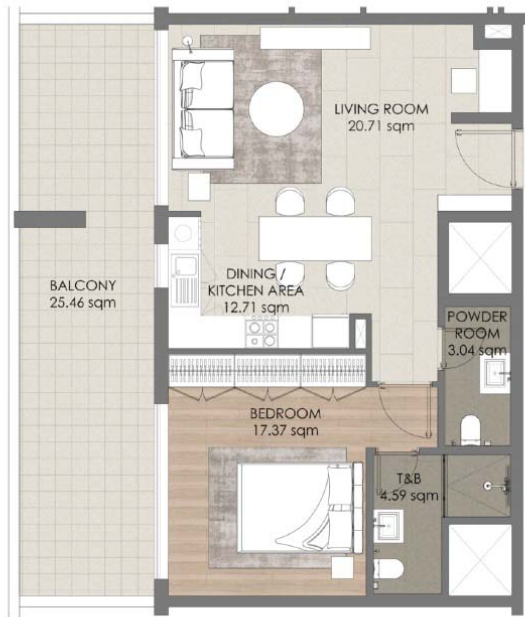 LIVING ROOM
20.71 sqm
BALCONY
25.46 sqm
DINING /
KITCHEN AREA
12.71 sqm
POWDER
ROOM
3.04 sqm
BEDROOM
17.37 sqm
T&B
4.59 sqm